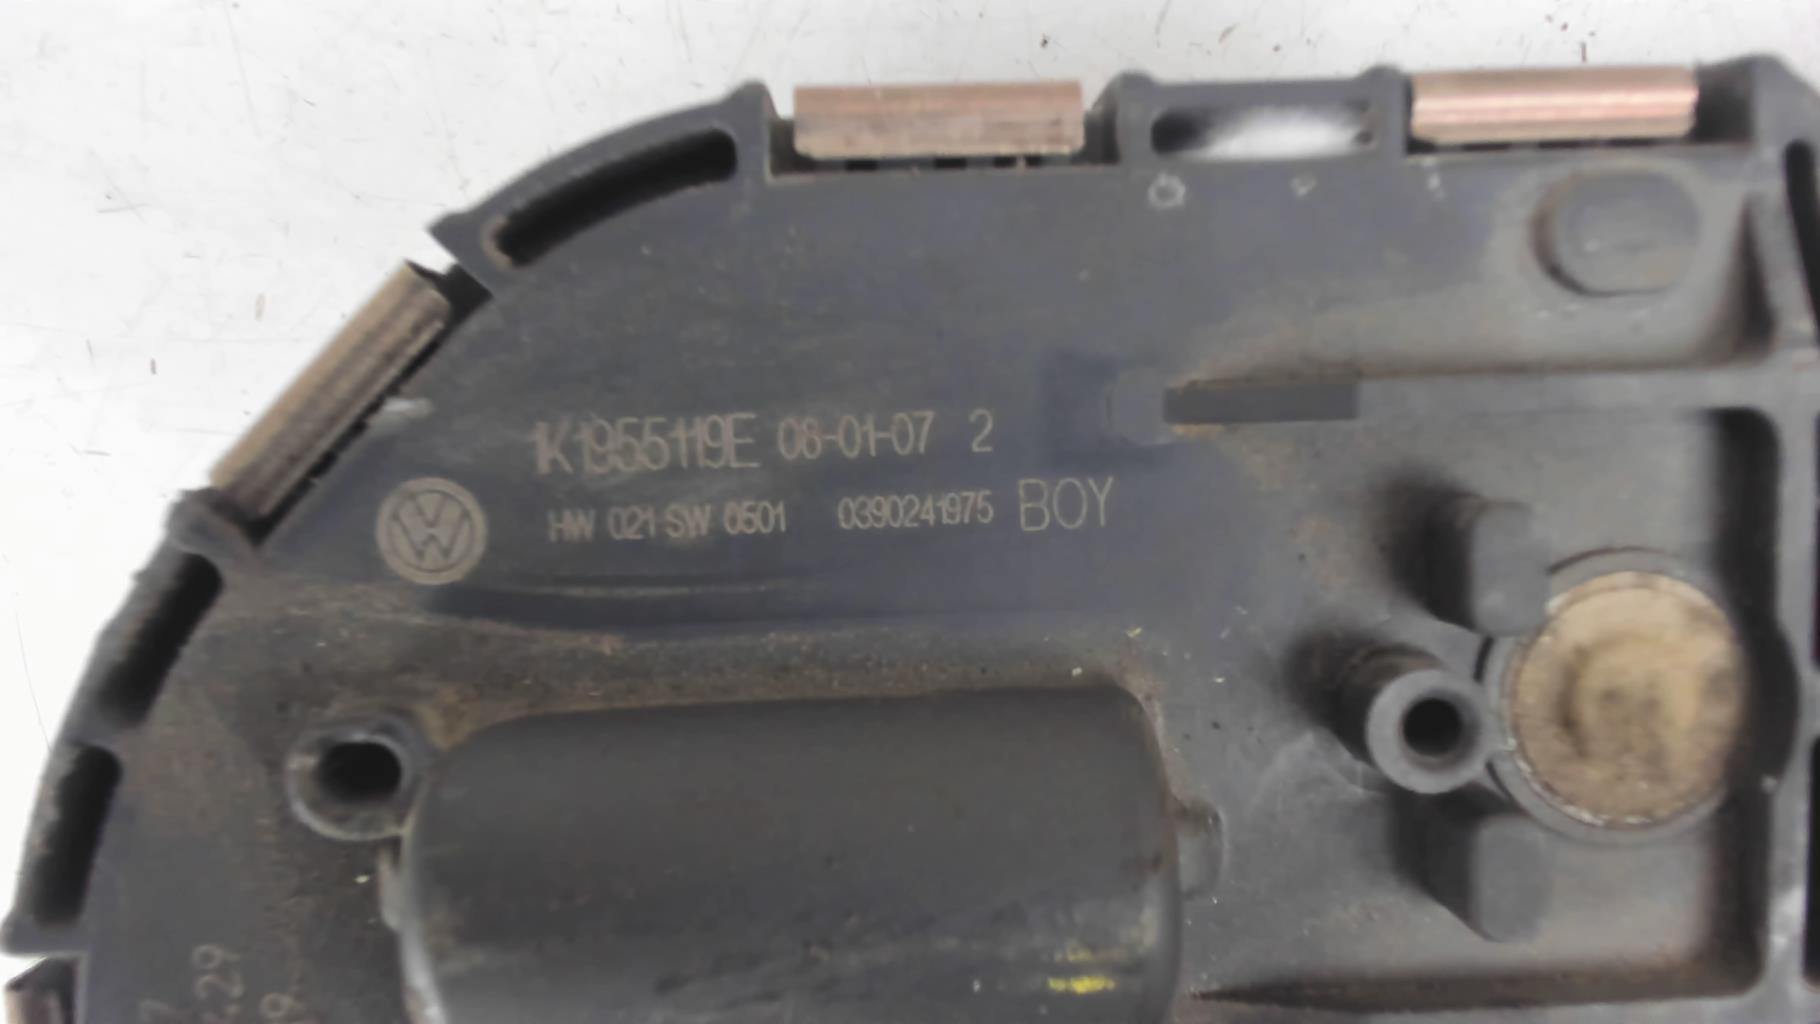 1K1955119E 08-01-07 2
HW 021 SW 0501 0390241975 BOY